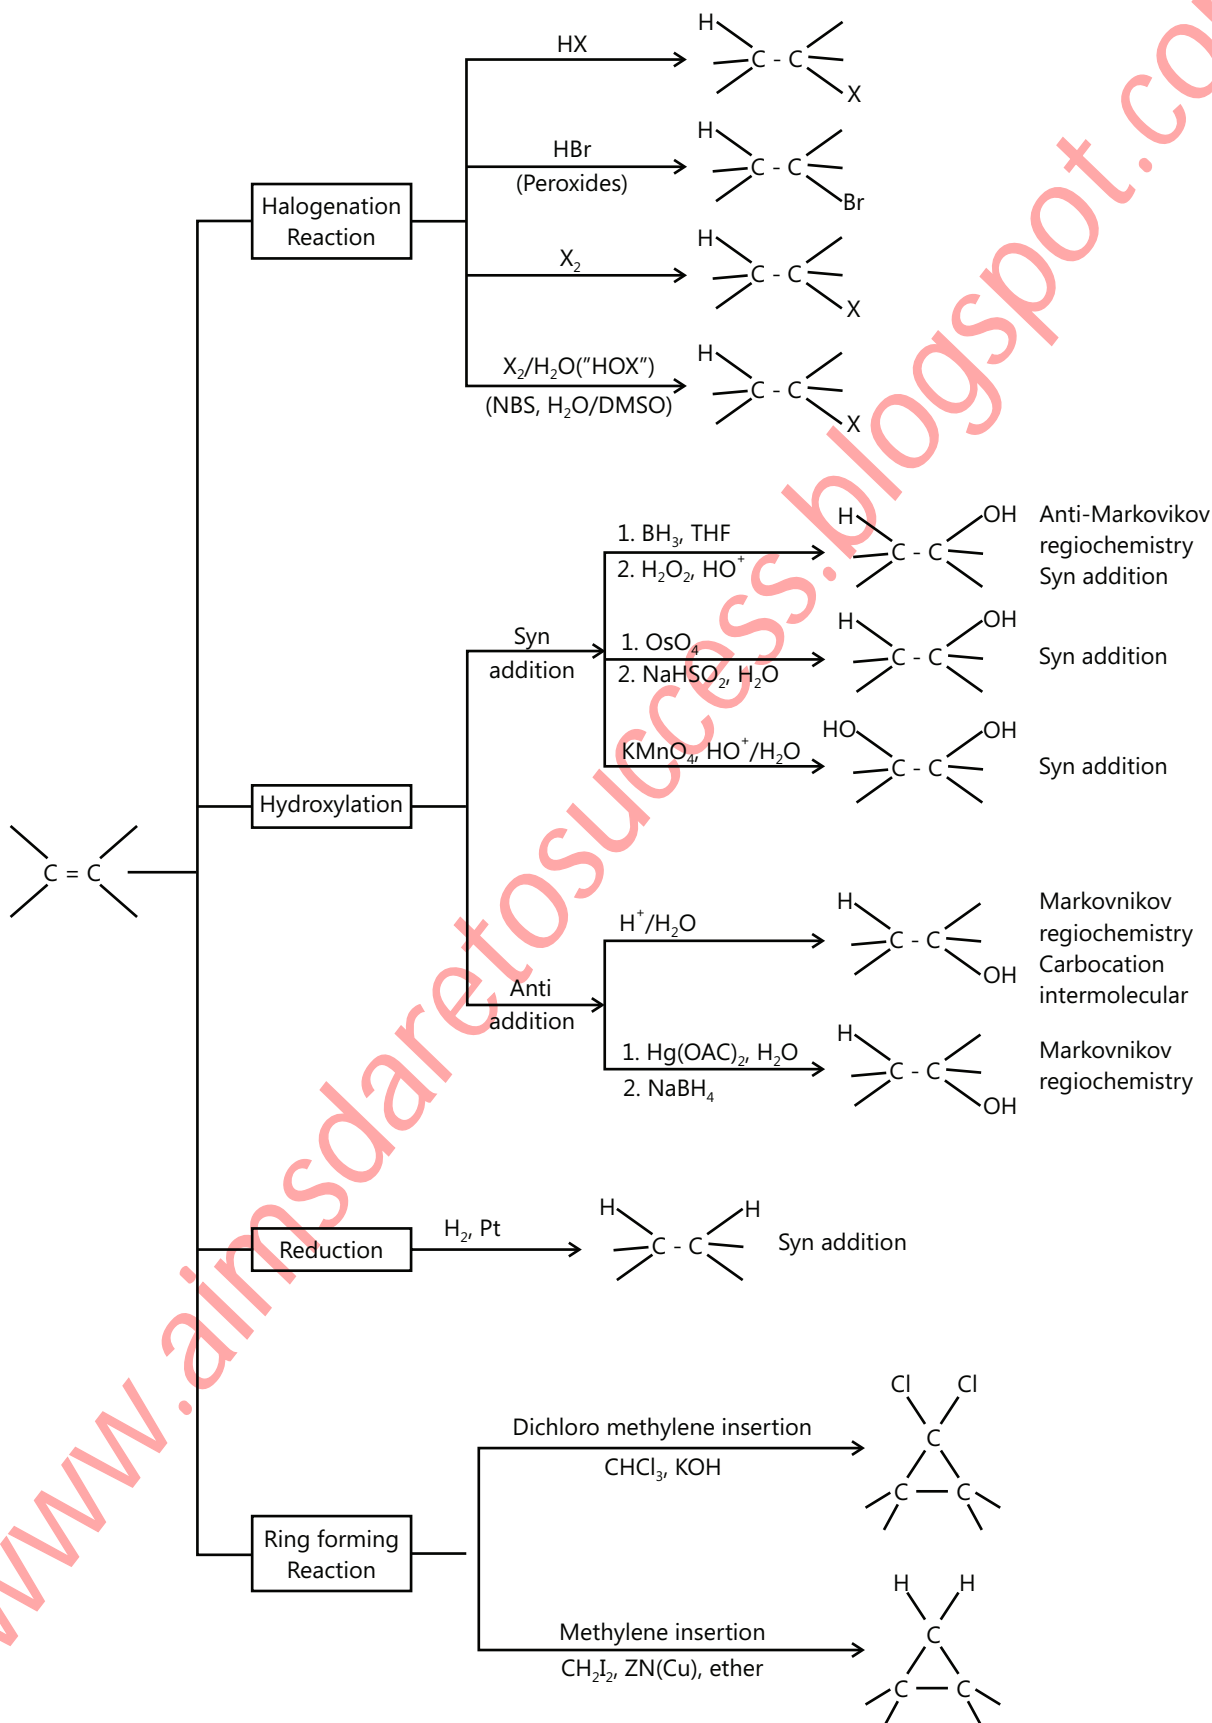 HX
H
C - C
X
HBr
(Peroxides)
H
C - C
Br
Halogenation
Reaction
X₂
H
C - C
X
X₂/H₂O("HOX")
(NBS, H₂O/DMSO)
H
C - C
X
1. BH₃, THF
2. H₂O₂, HO⁺
H
OH
C - C
Anti-Markovikov
regiochemistry
Syn addition
Syn
addition
1. OsO₄
2. NaHSO₂, H₂O
H
OH
C - C
Syn addition
KMnO₄, HO⁺/H₂O
HO
OH
C - C
Syn addition
Hydroxylation
C = C
H⁺/H₂O
H
C - C
OH
Markovnikov
regiochemistry
Carbocation
intermolecular
Anti
addition
1. Hg(OAC)₂, H₂O
2. NaBH₄
H
C - C
OH
Markovnikov
regiochemistry
Reduction
H₂, Pt
H
H
C - C
Syn addition
Dichloro methylene insertion
CHCl₃, KOH
Cl
Cl
C
C
C
Ring forming
Reaction
Methylene insertion
CH₂I₂, ZN(Cu), ether
H
H
C
C
C
www.aimsdaretosuccess.blogspot.co